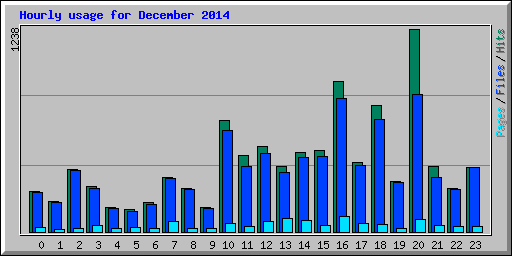 Hourly usage for December 2014
1238
Pages/Files/Hits
0 1 2 3 4 5 6 7 8 9 10 11 12 13 14 15 16 17 18 19 20 21 22 23